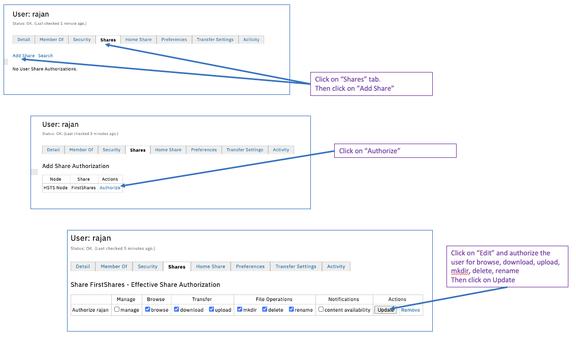 User: rajan
Status: OK. (Last checked 1 minute ago.)
Detail Member Of Security Shares Home Share Preferences Transfer Settings Activity
Add Share Search
No User Share Authorizations.
Click on "Shares" tab.
Then click on "Add Share"
User: rajan
Status: OK. (Last checked 3 minutes ago.)
Detail Member Of Security Shares Home Share Preferences Transfer Settings Activity
Add Share Authorization
Node Share Actions
HSTS Node FirstShares Authorize
Click on "Authorize"
User: rajan
Status: OK. (Last checked 5 minutes ago.)
Detail Member Of Security Shares Home Share Preferences Transfer Settings Activity
Share FirstShares - Effective Share Authorization
Manage Browse Transfer File Operations Notifications Actions
Authorize rajan manage browse download upload mkdir delete rename content availability Update Remove
Click on "Edit" and authorize the
user for browse, download, upload,
mkdir, delete, rename
Then click on Update